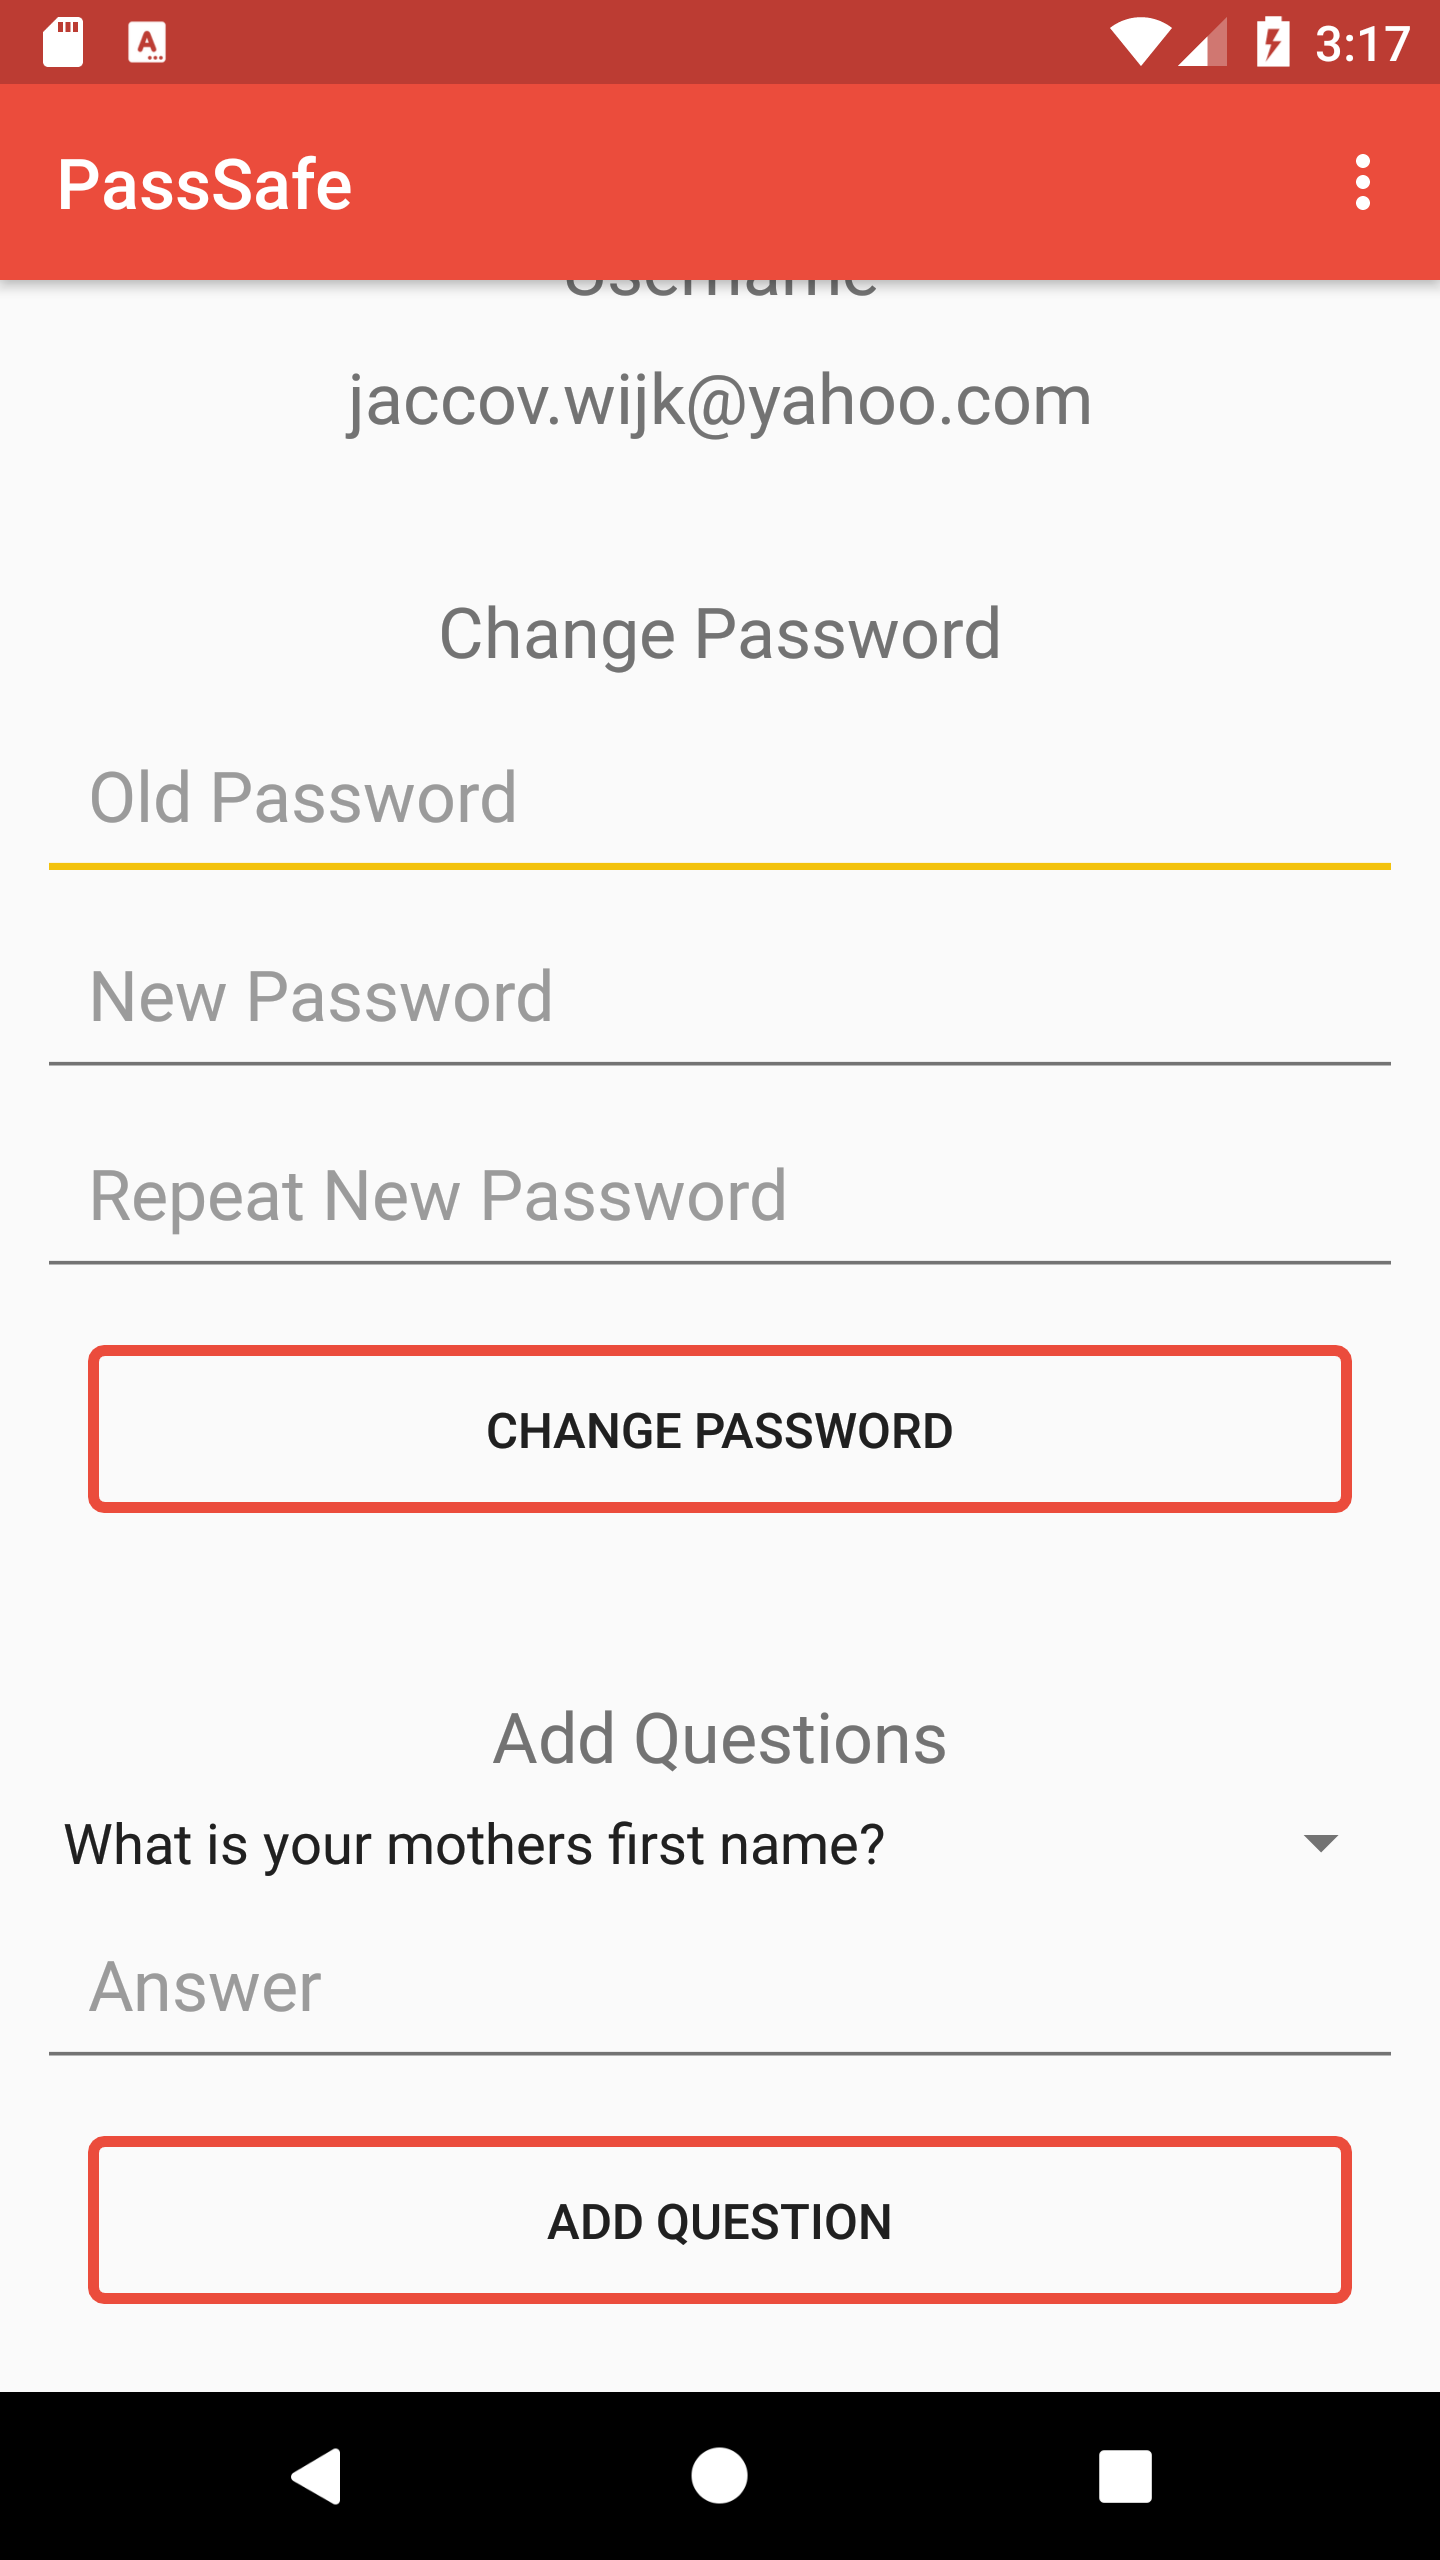 3:17
PassSafe
Username
jaccov.wijk@yahoo.com
Change Password
Old Password
New Password
Repeat New Password
CHANGE PASSWORD
Add Questions
What is your mothers first name?
Answer
ADD QUESTION